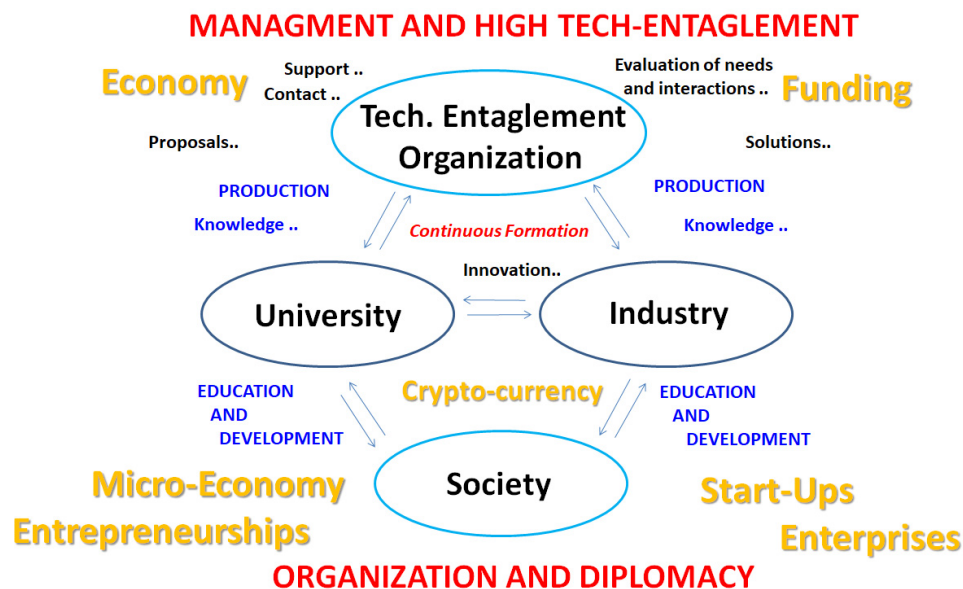 MANAGMENT AND HIGH TECH-ENTAGLEMENT
Economy
Support ..
Contact ..
Evaluation of needs
and interactions ..
Funding
Tech. Entaglement
Organization
Proposals..
Solutions..
PRODUCTION
PRODUCTION
Knowledge ..
Knowledge ..
Continuous Formation
Innovation..
University
Industry
EDUCATION
AND
DEVELOPMENT
Crypto-currency
EDUCATION
AND
DEVELOPMENT
Society
Micro-Economy
Entrepreneurships
Start-Ups
Enterprises
ORGANIZATION AND DIPLOMACY